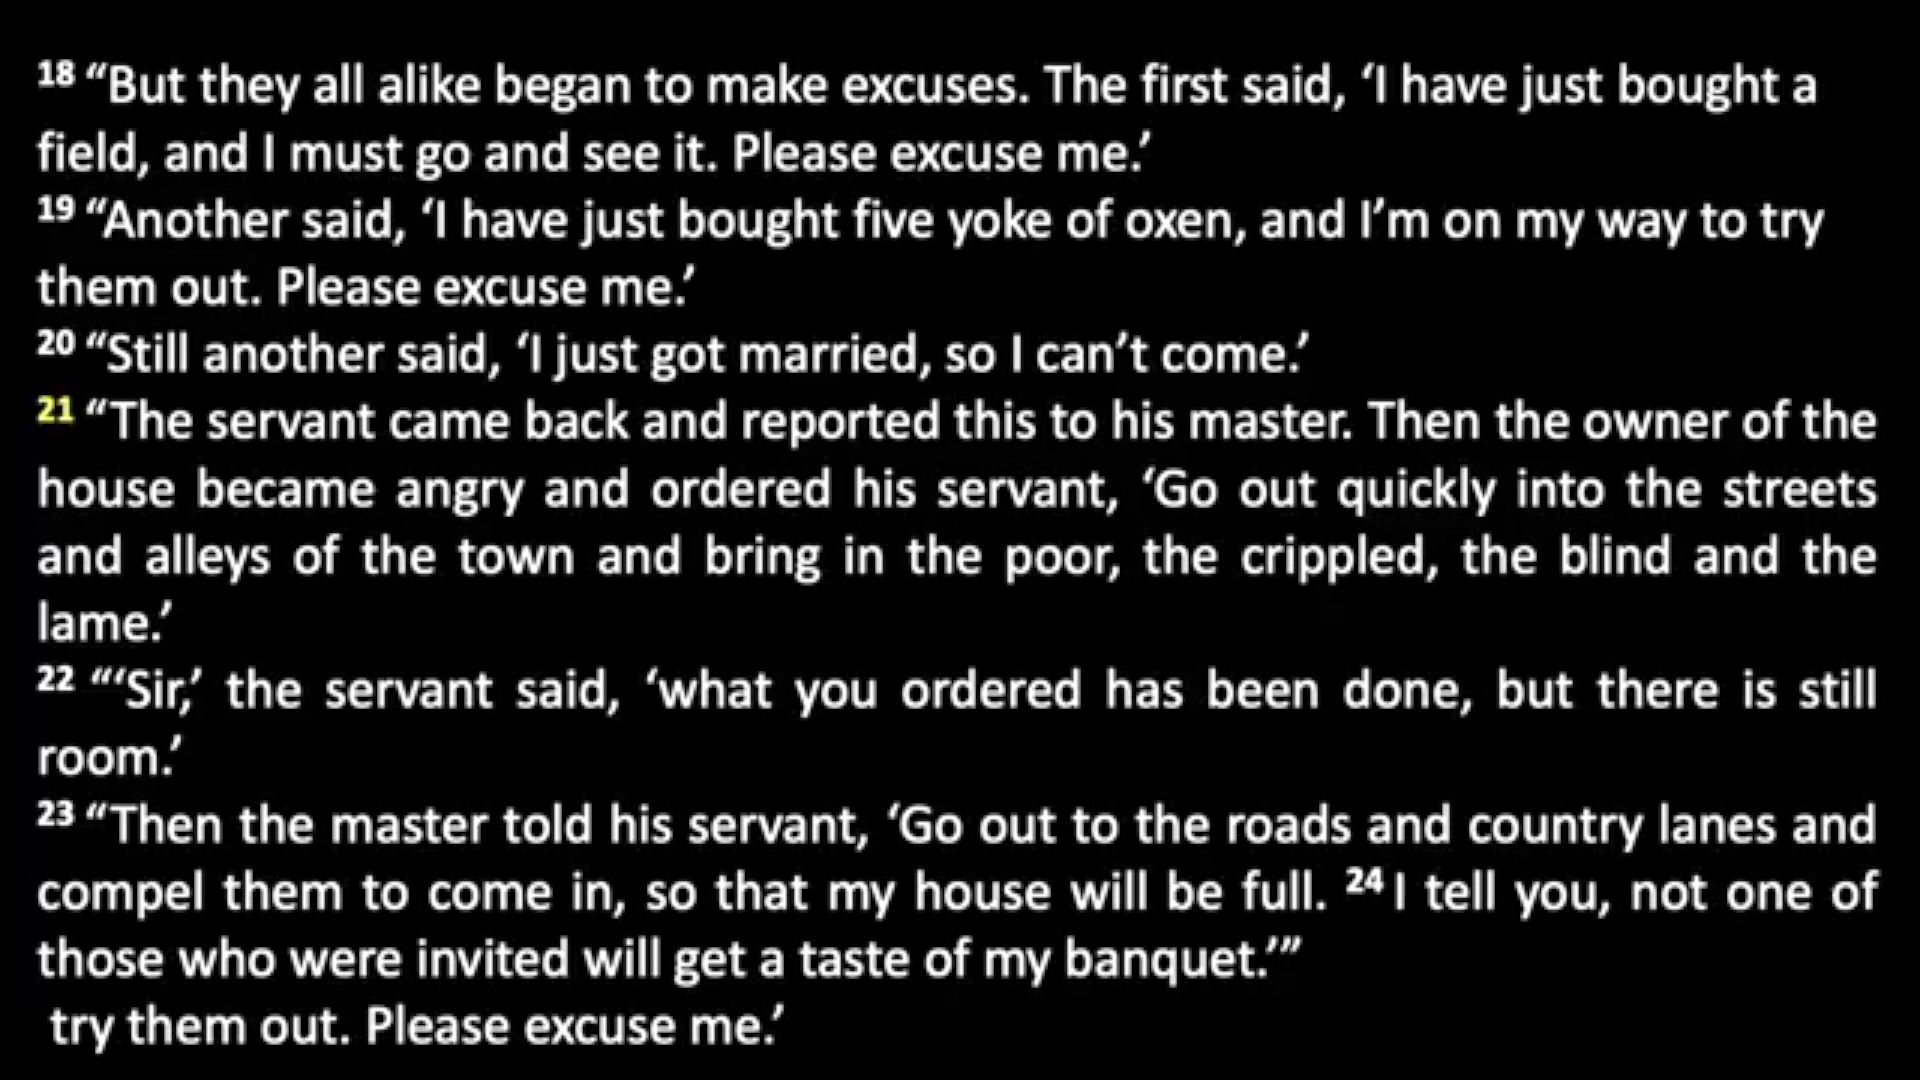 18 “But they all alike began to make excuses. The first said, ‘I have just bought a
field, and I must go and see it. Please excuse me.’
19 “Another said, ‘I have just bought five yoke of oxen, and I’m on my way to try
them out. Please excuse me.’
20 “Still another said, ‘I just got married, so I can’t come.’
21 “The servant came back and reported this to his master. Then the owner of the
house became angry and ordered his servant, ‘Go out quickly into the streets
and alleys of the town and bring in the poor, the crippled, the blind and the
lame.’
22 “‘Sir,’ the servant said, ‘what you ordered has been done, but there is still
room.’
23 “Then the master told his servant, ‘Go out to the roads and country lanes and
compel them to come in, so that my house will be full. 24 I tell you, not one of
those who were invited will get a taste of my banquet.’”
try them out. Please excuse me.’